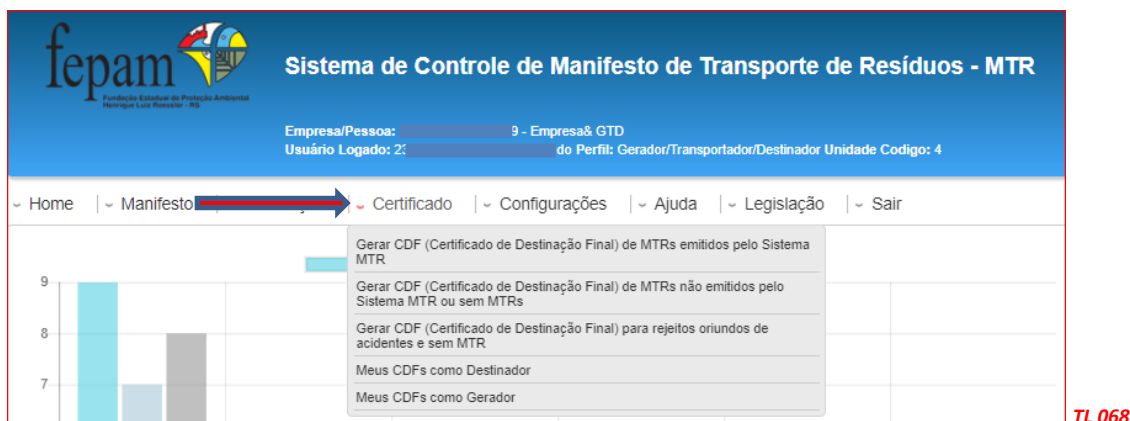 fepam
Fundação Estadual de Proteção Ambiental
Henrique Luiz Roessler - RS
Sistema de Controle de Manifesto de Transporte de Resíduos - MTR
Empresa/Pessoa: 9 - Empresa& GTD
Usuário Logado: 2 do Perfil: Gerador/Transportador/Destinador Unidade Codigo: 4
Home Manifesto Certificado Configurações Ajuda Legislação Sair
Gerar CDF (Certificado de Destinação Final) de MTRs emitidos pelo Sistema
MTR
Gerar CDF (Certificado de Destinação Final) de MTRs não emitidos pelo
Sistema MTR ou sem MTRs
Gerar CDF (Certificado de Destinação Final) para rejeitos oriundos de
acidentes e sem MTR
Meus CDFs como Destinador
Meus CDFs como Gerador
9
8
7
TL 068